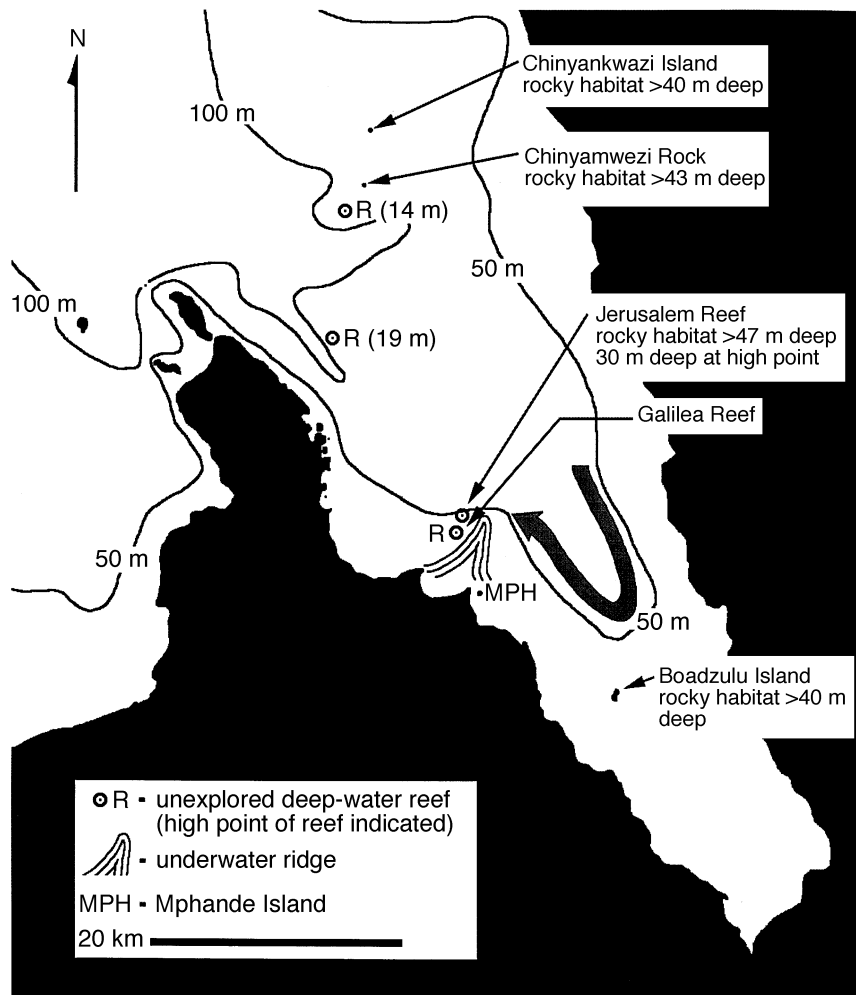 N
Chinyankwazi Island
rocky habitat >40 m deep
100 m
Chinyamwezi Rock
rocky habitat >43 m deep
R (14 m)
50 m
100 m
R (19 m)
Jerusalem Reef
rocky habitat >47 m deep
30 m deep at high point
Galilea Reef
R
50 m
MPH
50 m
Boadzulu Island
rocky habitat >40 m
deep
R - unexplored deep-water reef
(high point of reef indicated)
- underwater ridge
MPH - Mphande Island
20 km